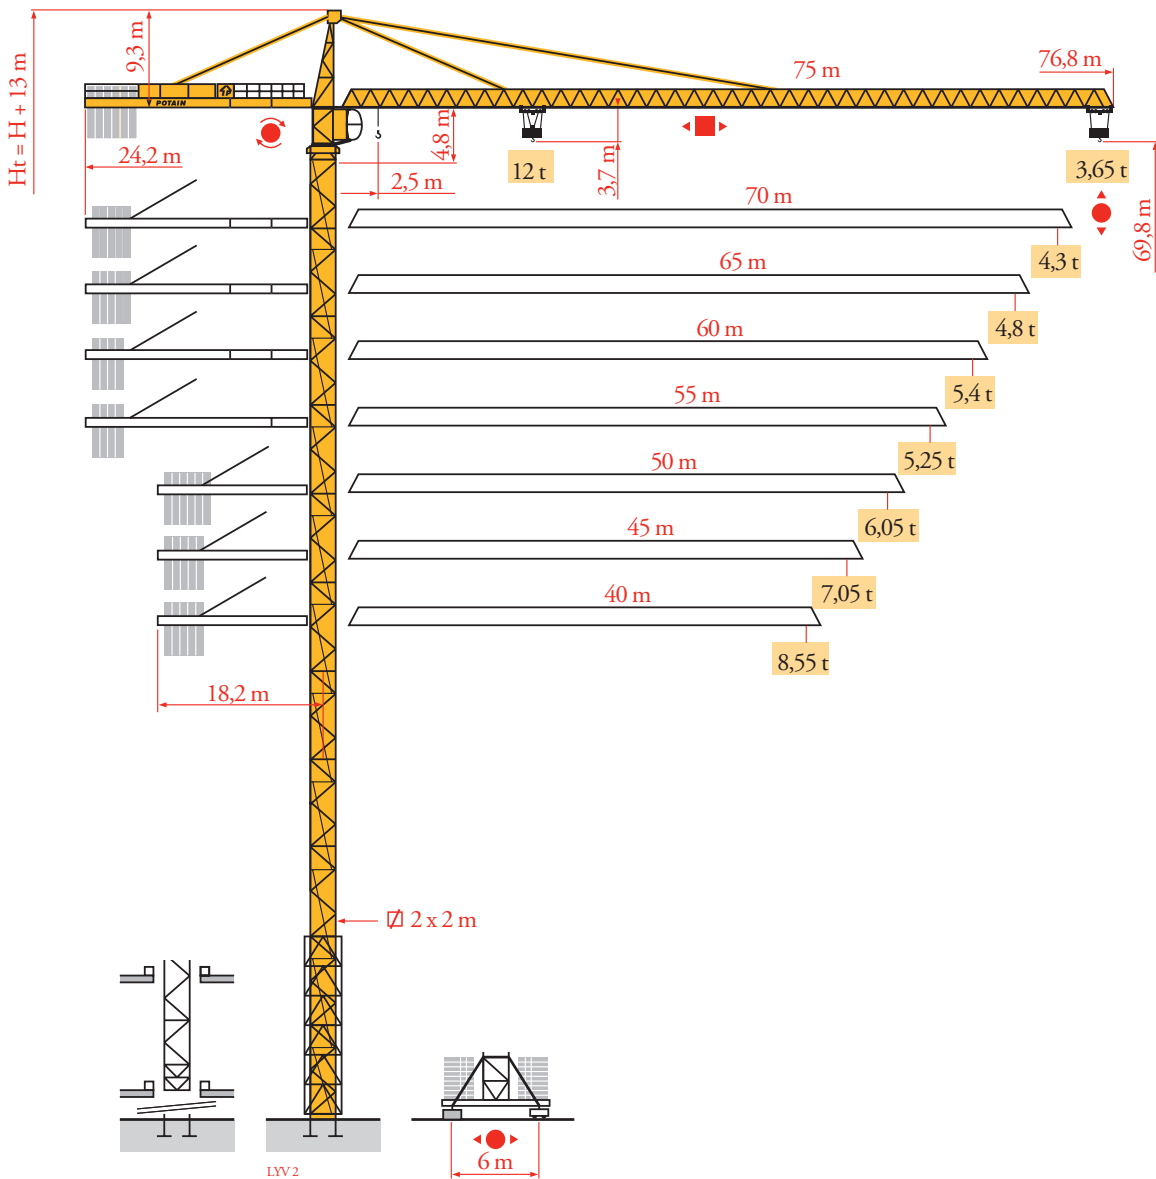 Ht = H + 13 m
9,3 m
75 m
76,8 m
POTAIN
24,2 m
4,8 m
2,5 m
12 t
3,7 m
3,65 t
69,8 m
70 m
4,3 t
65 m
4,8 t
60 m
5,4 t
55 m
5,25 t
50 m
6,05 t
45 m
7,05 t
40 m
8,55 t
18,2 m
2 x 2 m
6 m
LYV 2